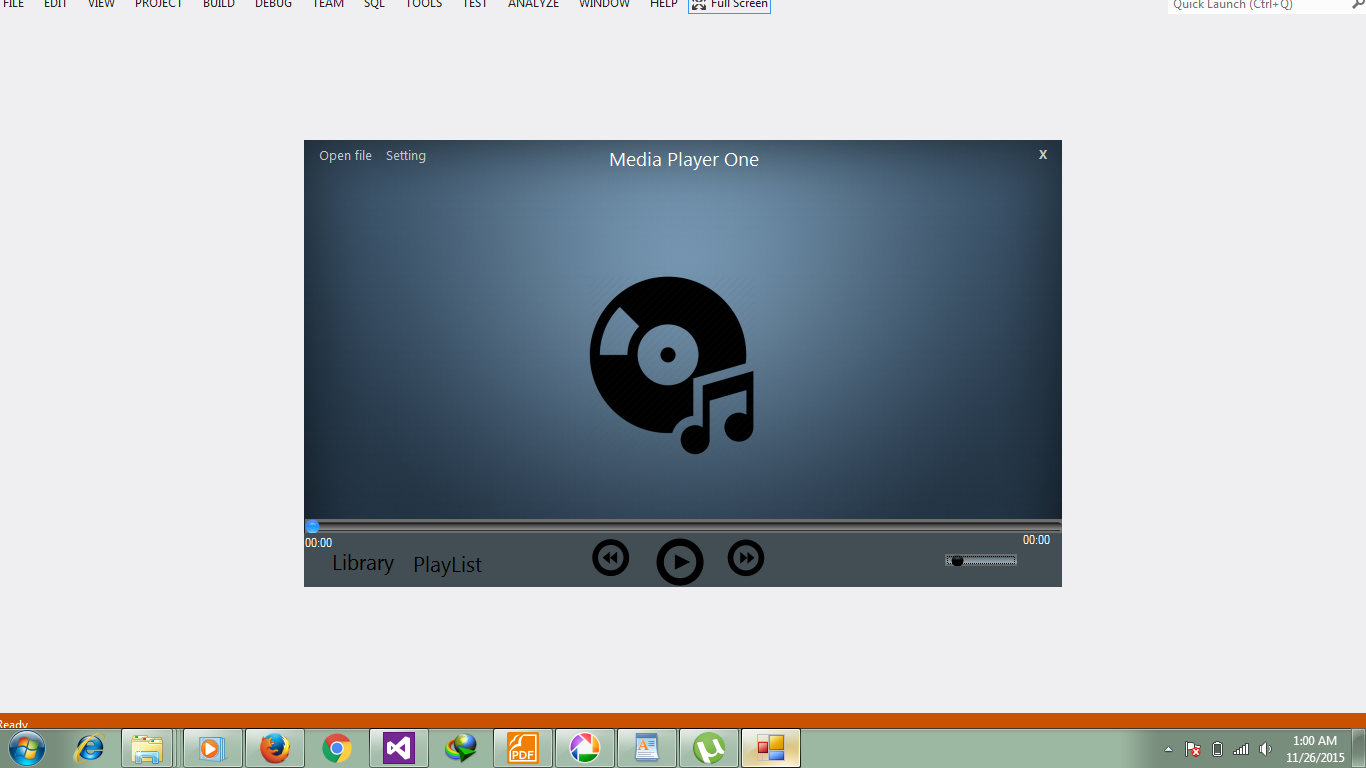 FILE EDIT VIEW PROJECT BUILD DEBUG TEAM SQL TOOLS TEST ANALYZE WINDOW HELP Full Screen Quick Launch (Ctrl+Q)
Open file Setting Media Player One X
00:00 00:00
Library PlayList
Ready
PDF
A
1:00 AM
11/26/2015